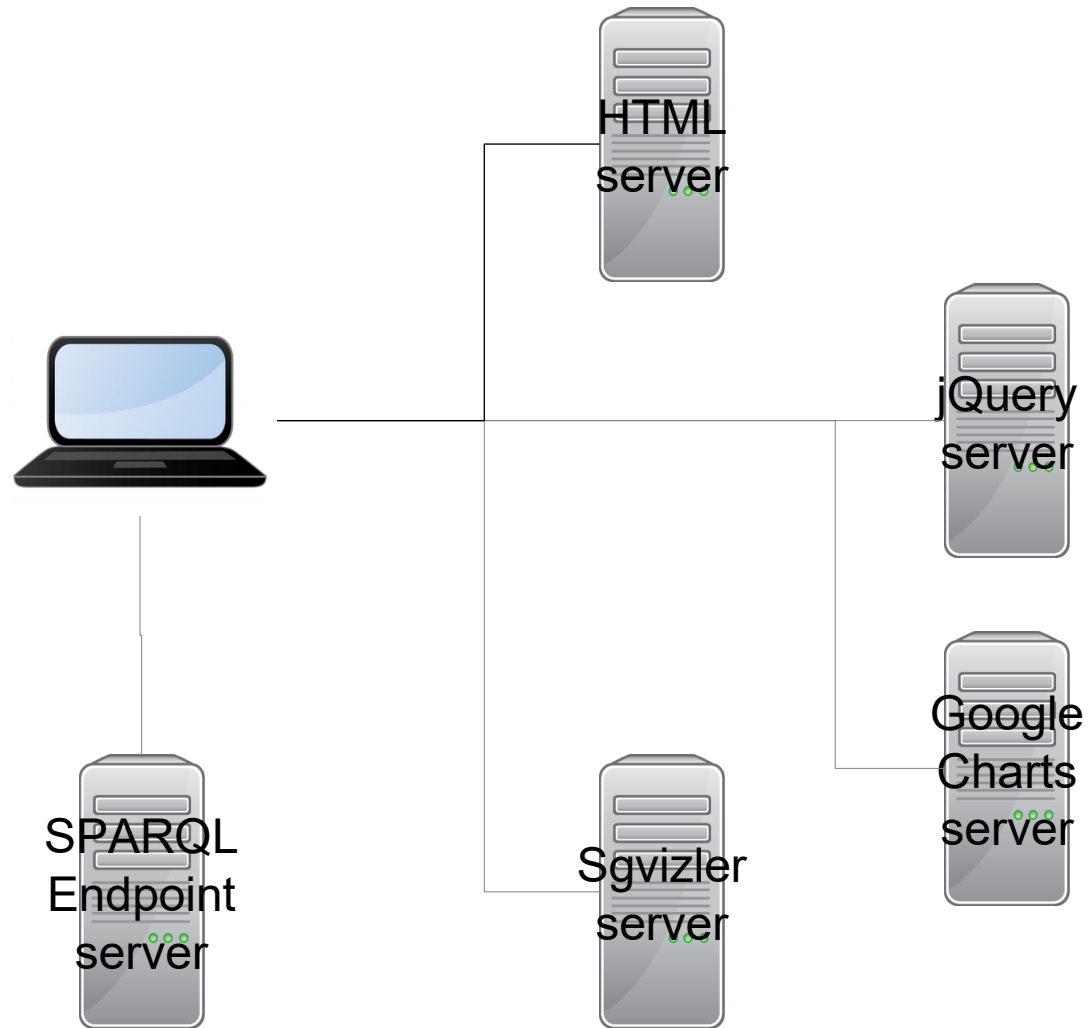 HTML
server
jQuery
server
Google
Charts
server
SPARQL
Endpoint
server
Sgvizler
server